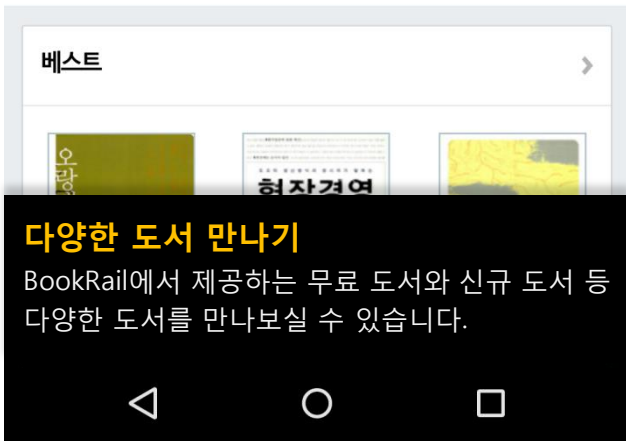 베스트
오랑
현장경영
다양한 도서 만나기
BookRail에서 제공하는 무료 도서와 신규 도서 등
다양한 도서를 만나보실 수 있습니다.